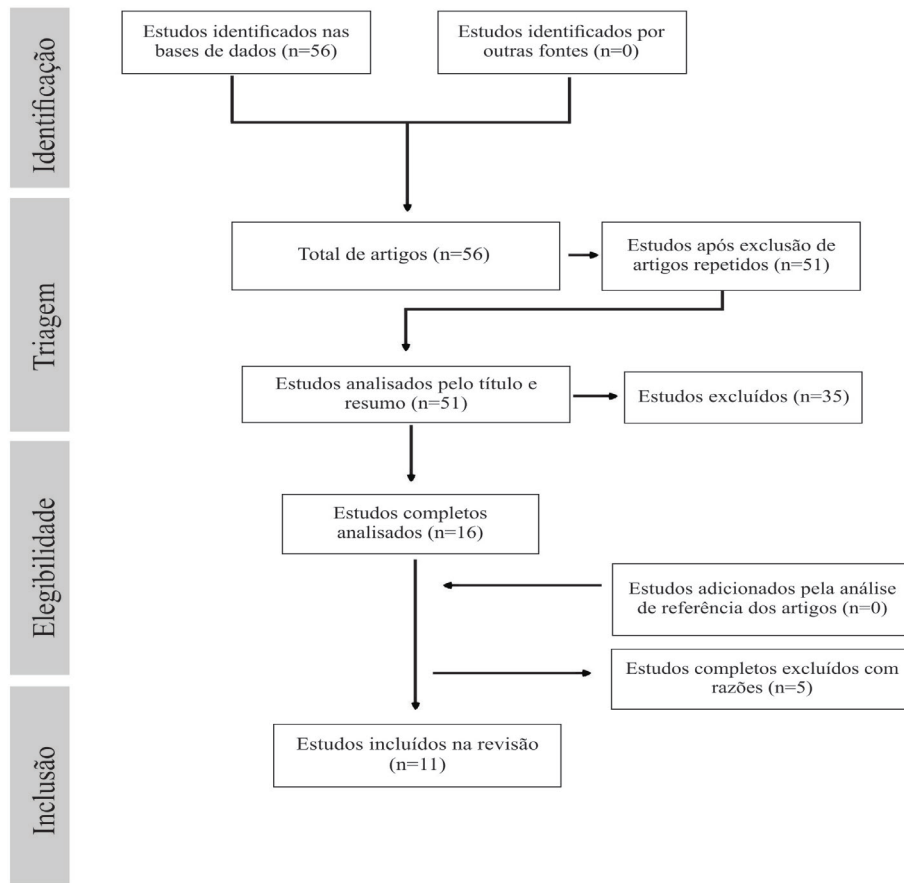 Identificação
Estudos identificados nas
bases de dados (n=56)
Estudos identificados por
outras fontes (n=0)
Triagem
Total de artigos (n=56)
Estudos após exclusão de
artigos repetidos (n=51)
Estudos analisados pelo título e
resumo (n=51)
Estudos excluídos (n=35)
Elegibilidade
Estudos completos
analisados (n=16)
Estudos adicionados pela análise
de referência dos artigos (n=0)
Estudos completos excluídos com
razões (n=5)
Inclusão
Estudos incluídos na revisão
(n=11)